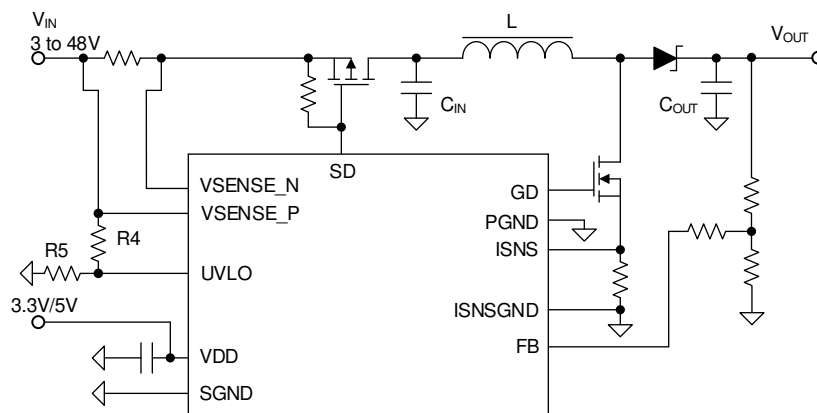 VIN
3 to 48V
L
VOUT
CIN
COUT
SD
VSENSE_N
VSENSE_P
GD
PGND
R5
R4
ISNS
UVLO
3.3V/5V
ISNSGND
VDD
FB
SGND